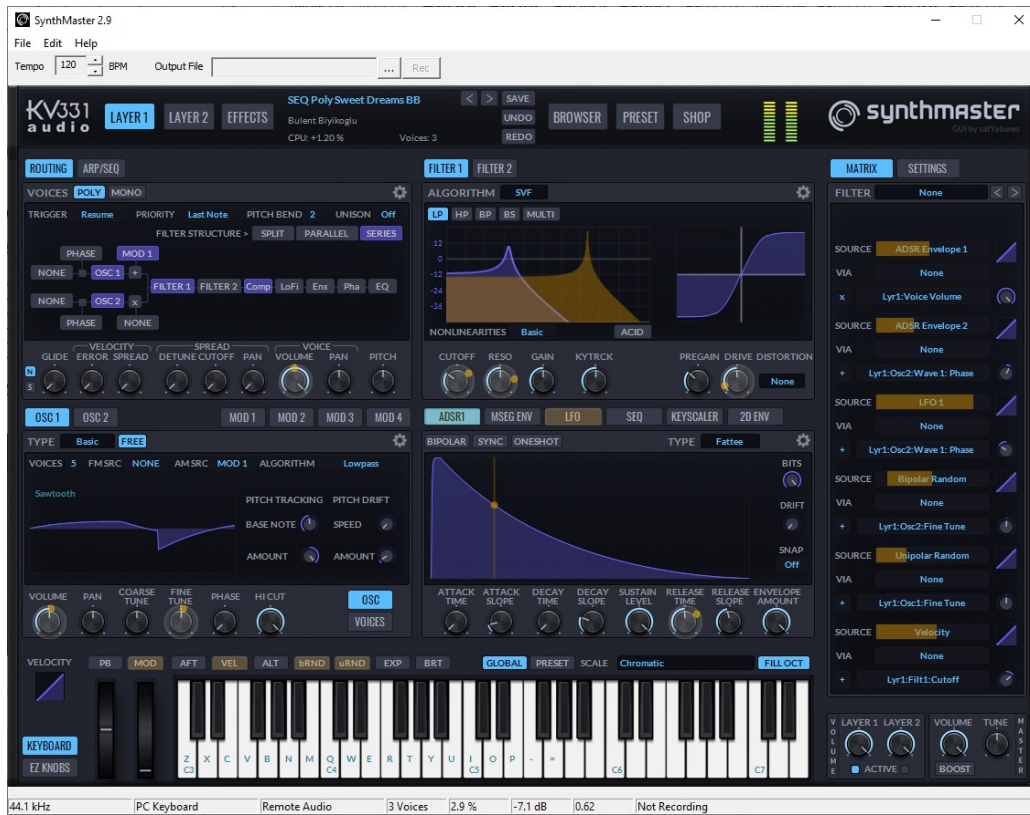 SynthMaster 2.9
File Edit Help
Tempo 120 BPM Output File ... Rec
KV331 audio
LAYER 1 LAYER 2 EFFECTS
SEQ Poly Sweet Dreams BB
Bulent Biyikoglu
CPU: +1.20 % Voices: 3
< > SAVE
UNDO
REDO
BROWSER PRESET SHOP
synthmaster
GUI by satYatunes
ROUTING ARP/SEQ
VOICES POLY MONO
TRIGGER Resume PRIORITY Last Note PITCH BEND 2 UNISON Off
FILTER STRUCTURE > SPLIT PARALLEL SERIES
PHASE MOD 1
NONE OSC 1 +
FILTER 1 FILTER 2 Comp LoFi Ens Pha EQ
NONE OSC 2 x
PHASE NONE
VELOCITY SPREAD VOICE
GLIDE ERROR SPREAD DETUNE CUTOFF PAN VOLUME PAN PITCH
N
S
FILTER 1 FILTER 2
ALGORITHM SVF
LP HP BP BS MULTI
12
0
-12
-24
-36
NONLINEARITIES Basic ACID
CUTOFF RESO GAIN KYTRCK PREGAIN DRIVE DISTORTION
None
MATRIX SETTINGS
FILTER None < >
SOURCE ADSR Envelope 1
VIA None
x Lyr1:Voice Volume
SOURCE ADSR Envelope 2
VIA None
+ Lyr1:Osc2:Wave 1: Phase
SOURCE LFO 1
VIA None
+ Lyr1:Osc2:Wave 1: Phase
SOURCE Bipolar Random
VIA None
+ Lyr1:Osc2:Fine Tune
SOURCE Unipolar Random
VIA None
+ Lyr1:Osc1:Fine Tune
SOURCE Velocity
VIA None
+ Lyr1:Filt1:Cutoff
OSC 1 OSC 2 MOD 1 MOD 2 MOD 3 MOD 4
TYPE Basic FREE
VOICES 5 FM SRC NONE AM SRC MOD 1 ALGORITHM Lowpass
Sawtooth
PITCH TRACKING PITCH DRIFT
BASE NOTE SPEED
AMOUNT AMOUNT
VOLUME PAN COARSE TUNE FINE TUNE PHASE HI CUT
OSC
VOICES
ADSR1 MSEG ENV LFO SEQ KEYSCALER 2D ENV
BIPOLAR SYNC ONESHOT TYPE Fattee
BITS
DRIFT
SNAP
Off
ATTACK TIME ATTACK SLOPE DECAY TIME DECAY SLOPE SUSTAIN LEVEL RELEASE TIME RELEASE SLOPE ENVELOPE AMOUNT
VELOCITY PB MOD AFT VEL ALT bRND uRND EXP BRT GLOBAL PRESET SCALE Chromatic FILL OCT
KEYBOARD
EZ KNOBS
Z X C V B N M Q W E R T Y U I O P - =
C3 C4 C5 C6 C7
VOLUME LAYER 1 LAYER 2 VOLUME TUNE MASTER
ACTIVE BOOST
44.1 kHz PC Keyboard Remote Audio 3 Voices 2.9 % -7.1 dB 0.62 Not Recording